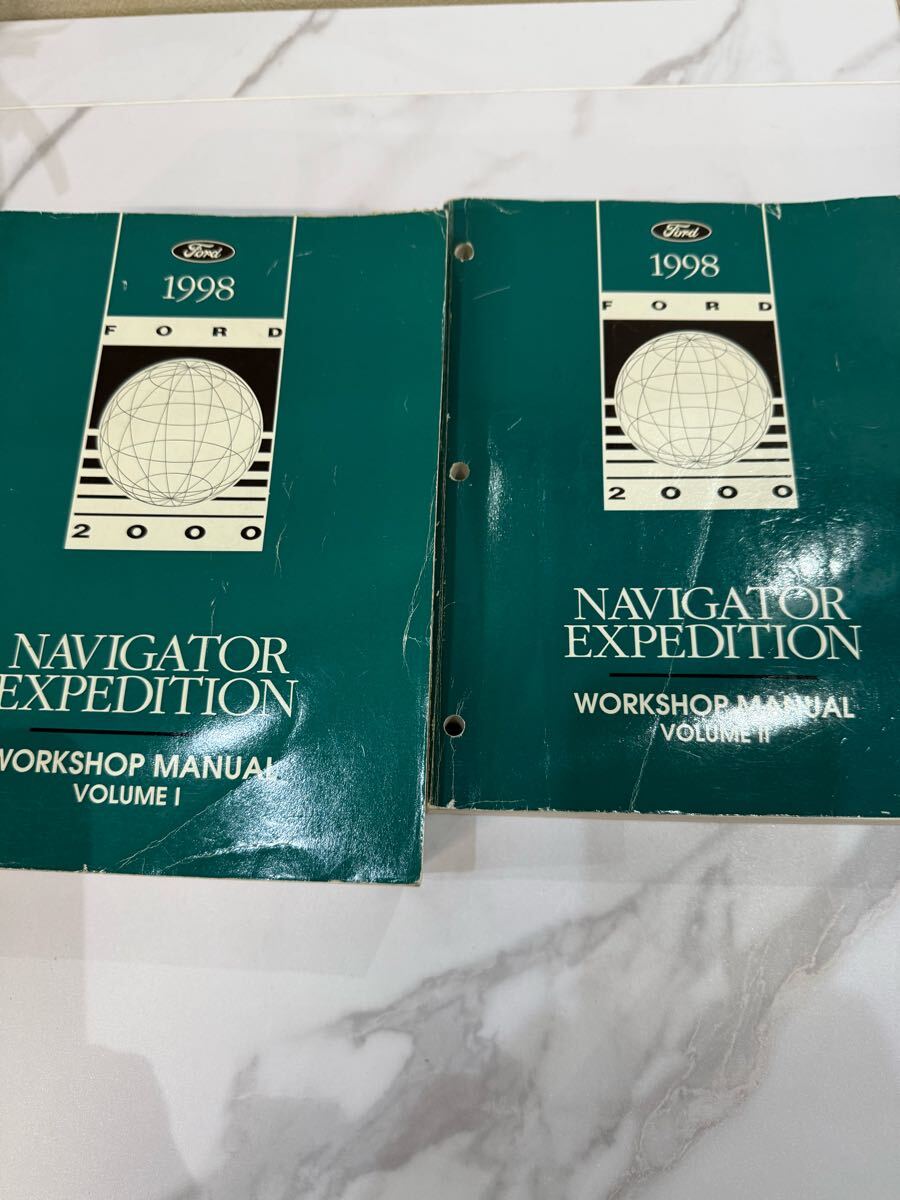 Ford
1998
FORD
2000
NAVIGATOR
EXPEDITION
WORKSHOP MANUAL
VOLUME I
Ford
1998
FORD
2000
NAVIGATOR
EXPEDITION
WORKSHOP MANUAL
VOLUME II